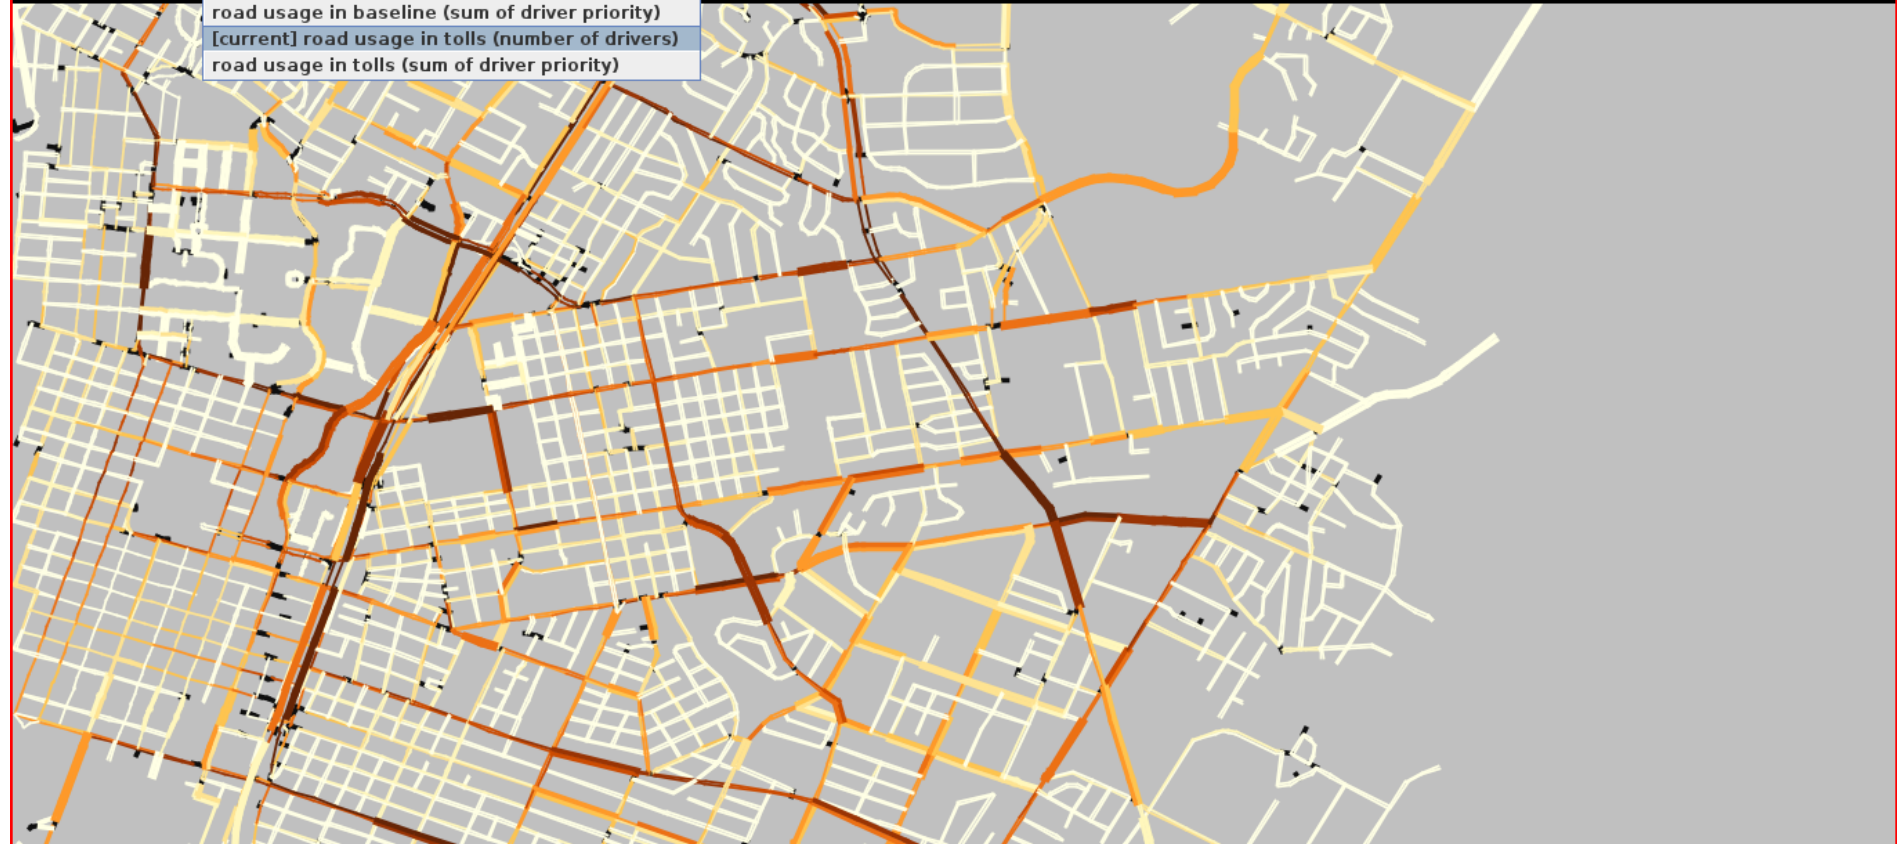 road usage in baseline (sum of driver priority)
[current] road usage in tolls (number of drivers)
road usage in tolls (sum of driver priority)